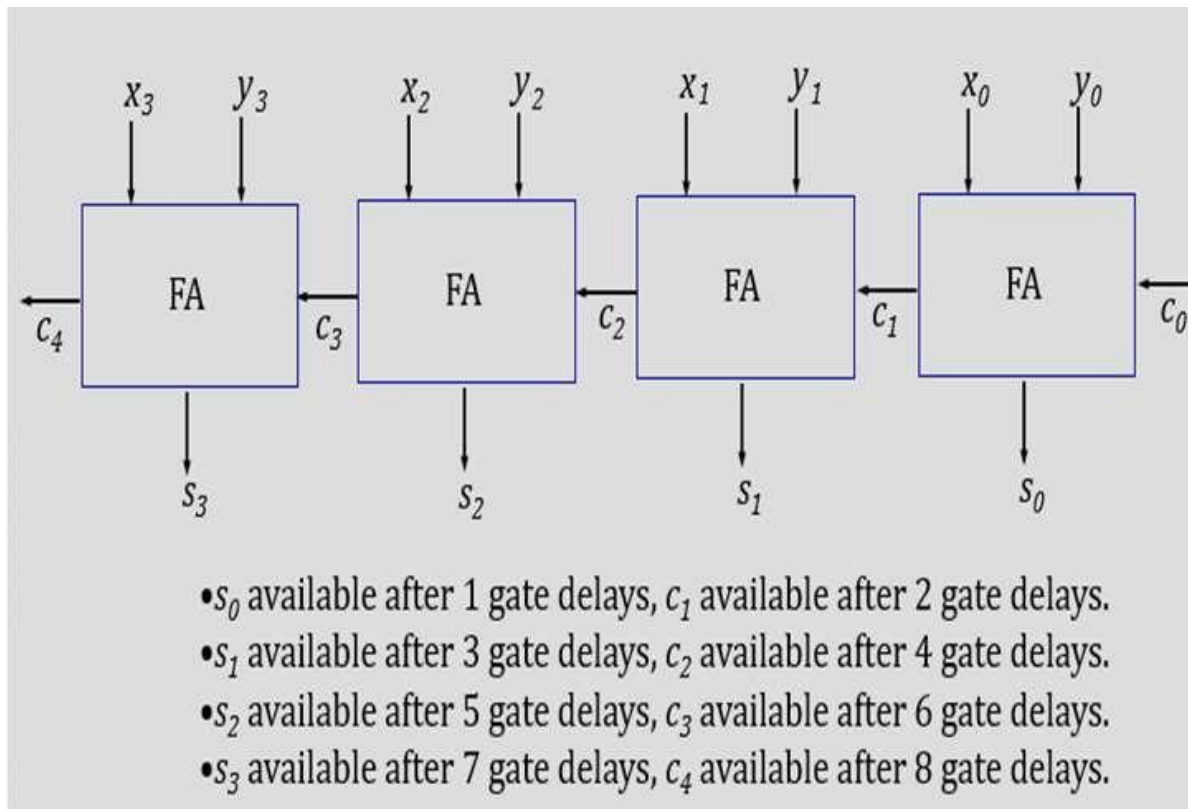 x₃ y₃ x₂ y₂ x₁ y₁ x₀ y₀
FA FA FA FA
c₄ c₃ c₂ c₁ c₀
s₃ s₂ s₁ s₀
•s₀ available after 1 gate delays, c₁ available after 2 gate delays.
•s₁ available after 3 gate delays, c₂ available after 4 gate delays.
•s₂ available after 5 gate delays, c₃ available after 6 gate delays.
•s₃ available after 7 gate delays, c₄ available after 8 gate delays.